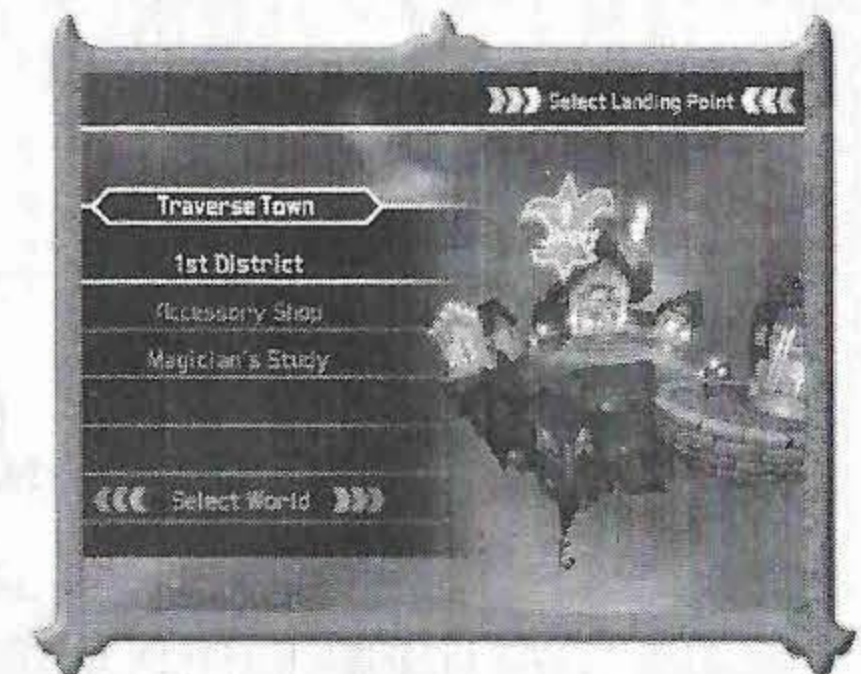 Select Landing Point
Traverse Town
1st District
Accessory Shop
Magician's Study
Select World